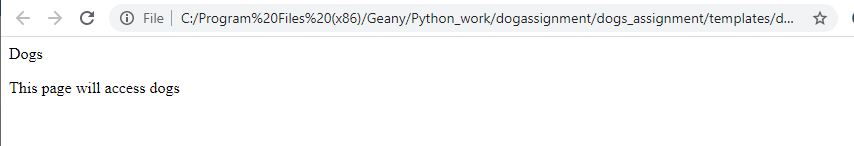 File C:/Program%20Files%20(x86)/Geany/Python_work/dogassignment/dogs_assignment/templates/d...
Dogs
This page will access dogs